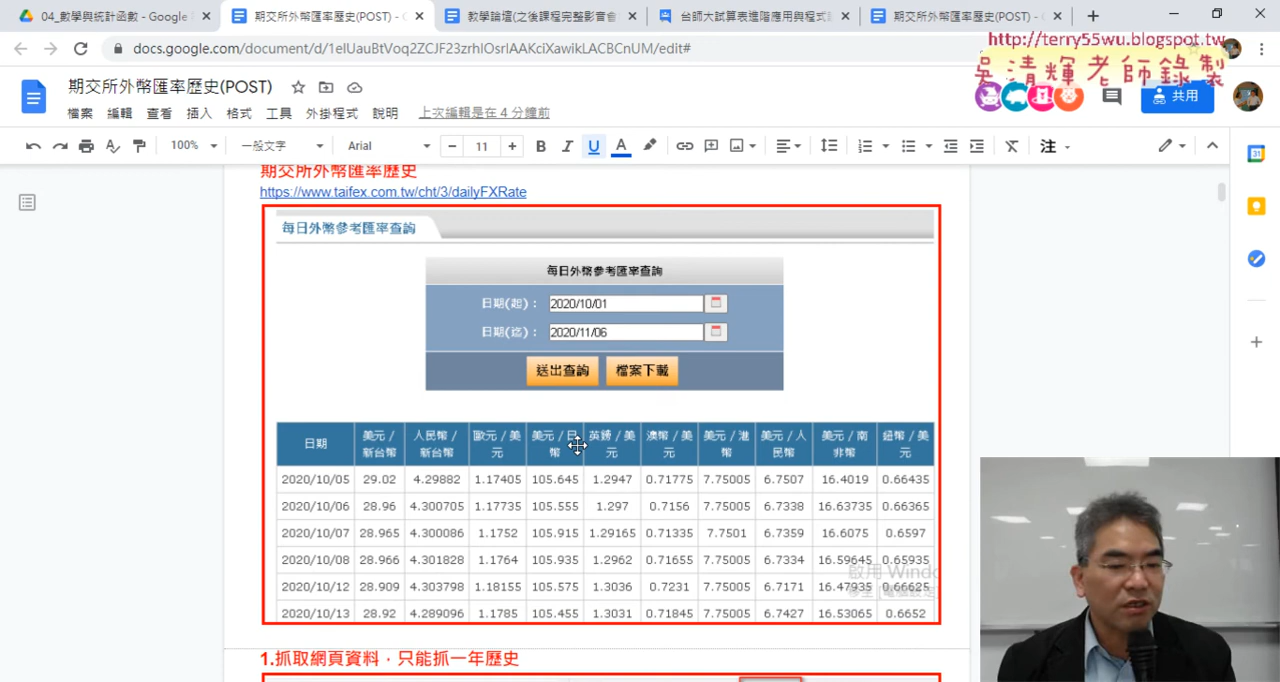 04_數學與統計函數 - Google
期交所外幣匯率歷史(POST) - G
教學論壇(之後課程完整影音會
台師大試算表進階應用與程式設
期交所外幣匯率歷史(POST) - G
docs.google.com/document/d/1elUauBtVoq2ZCJF23zrhIOsrlAAKciXawikLACBCnUM/edit#
http://terry55wu.blogspot.tw
吳清輝老師錄製
期交所外幣匯率歷史(POST)
檔案 編輯 查看 插入 格式 工具 外掛程式 說明 上次編輯是在 4 分鐘前
共用
100% 一般文字 Arial 11 B I U A 注
期交所外幣匯率歷史
https://www.taifex.com.tw/cht/3/dailyFXRate
每日外幣參考匯率查詢
每日外幣參考匯率查詢
日期(起)： 2020/10/01
日期(迄)： 2020/11/06
送出查詢 檔案下載
日期 美元／新台幣 人民幣／新台幣 歐元／美元 美元／日幣 英鎊／美元 澳幣／美元 美元／港幣 美元／人民幣 美元／南非幣 紐幣／美元
2020/10/05 29.02 4.29882 1.17405 105.645 1.2947 0.71775 7.75005 6.7507 16.4019 0.66435
2020/10/06 28.96 4.300705 1.17735 105.555 1.297 0.7156 7.75005 6.7338 16.63735 0.66365
2020/10/07 28.965 4.300086 1.1752 105.915 1.29165 0.71335 7.7501 6.7359 16.6075 0.6597
2020/10/08 28.966 4.301828 1.1764 105.935 1.2962 0.71655 7.75005 6.7334 16.59645 0.65935
2020/10/12 28.909 4.303798 1.18155 105.575 1.3036 0.7231 7.75005 6.7171 16.47935 0.66625
2020/10/13 28.92 4.289096 1.1785 105.455 1.3031 0.71845 7.75005 6.7427 16.53065 0.6652
啟用 Windo
1.抓取網頁資料，只能抓一年歷史